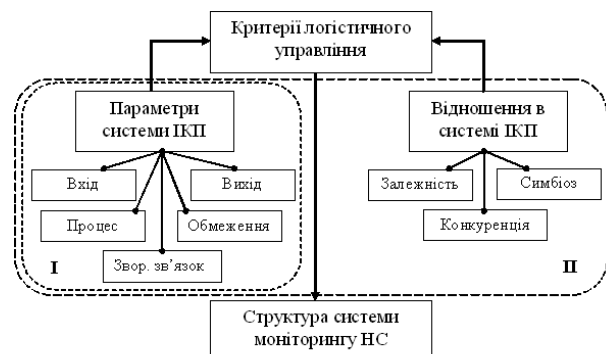 Критерії логістичного
управління
Параметри
системи ІКП
Відношення в
системі ІКП
Вхід
Вихід
Залежність
Симбіоз
Процес
Обмеження
Конкуренція
Звор. зв’язок
I
II
Структура системи
моніторингу НС